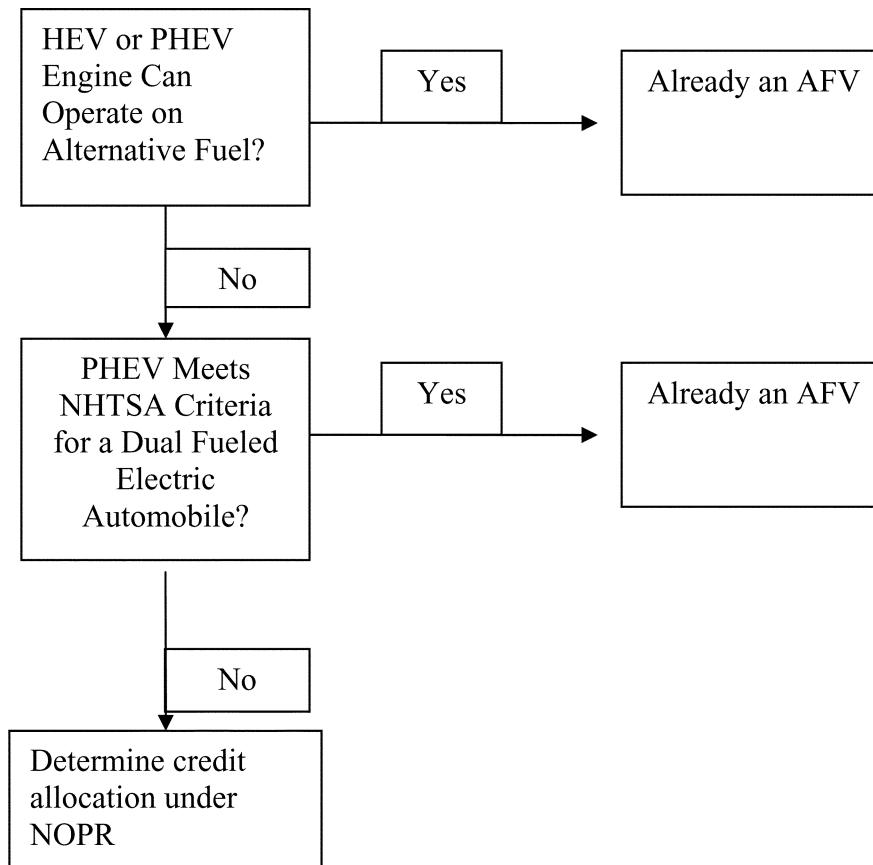 HEV or PHEV
Engine Can
Operate on
Alternative Fuel?
Yes
Already an AFV
No
PHEV Meets
NHTSA Criteria
for a Dual Fueled
Electric
Automobile?
Yes
Already an AFV
No
Determine credit
allocation under
NOPR